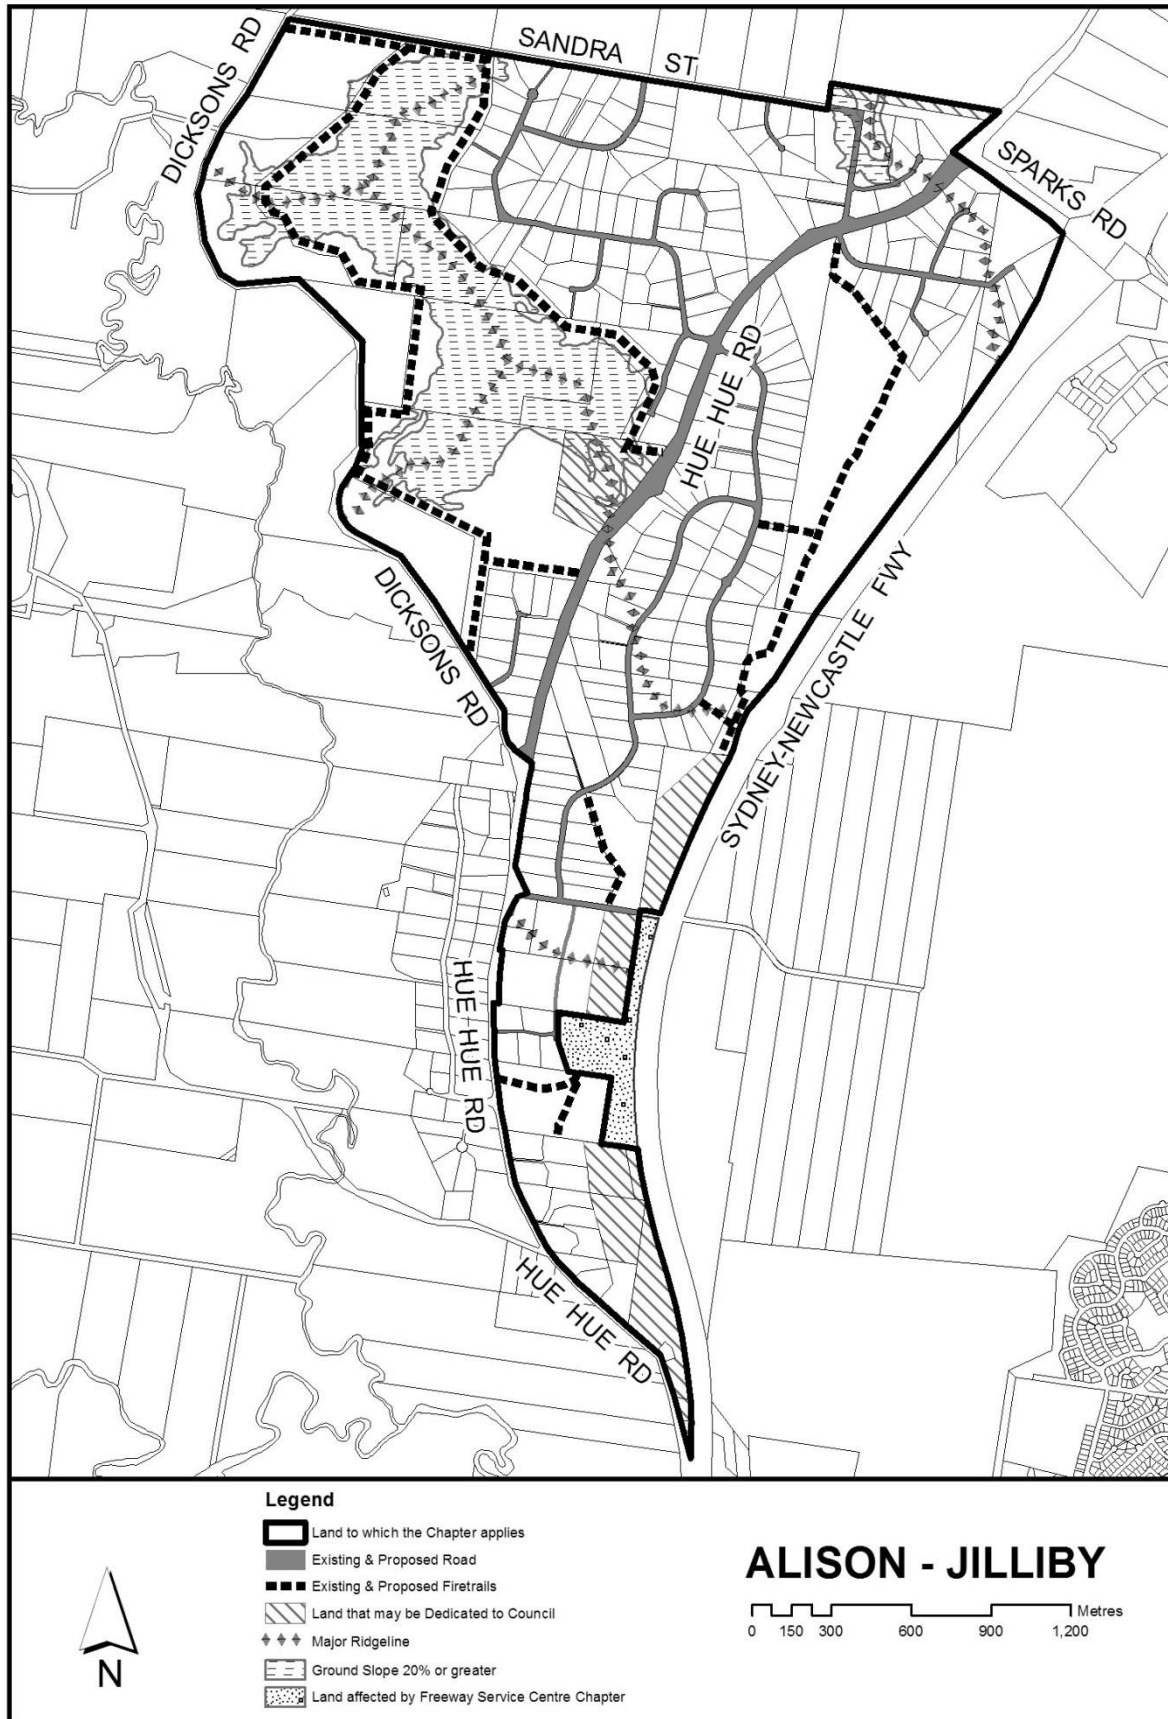 SANDRA ST
DICKSONS RD
SPARKS RD
HUE HUE RD
DICKSONS RD
SYDNEY-NEWCASTLE FWY
HUE HUE RD
HUE HUE RD
Legend
Land to which the Chapter applies
Existing & Proposed Road
Existing & Proposed Firetrails
Land that may be Dedicated to Council
Major Ridgeline
Ground Slope 20% or greater
Land affected by Freeway Service Centre Chapter
N
ALISON - JILLIBY
Metres
0 150 300 600 900 1,200